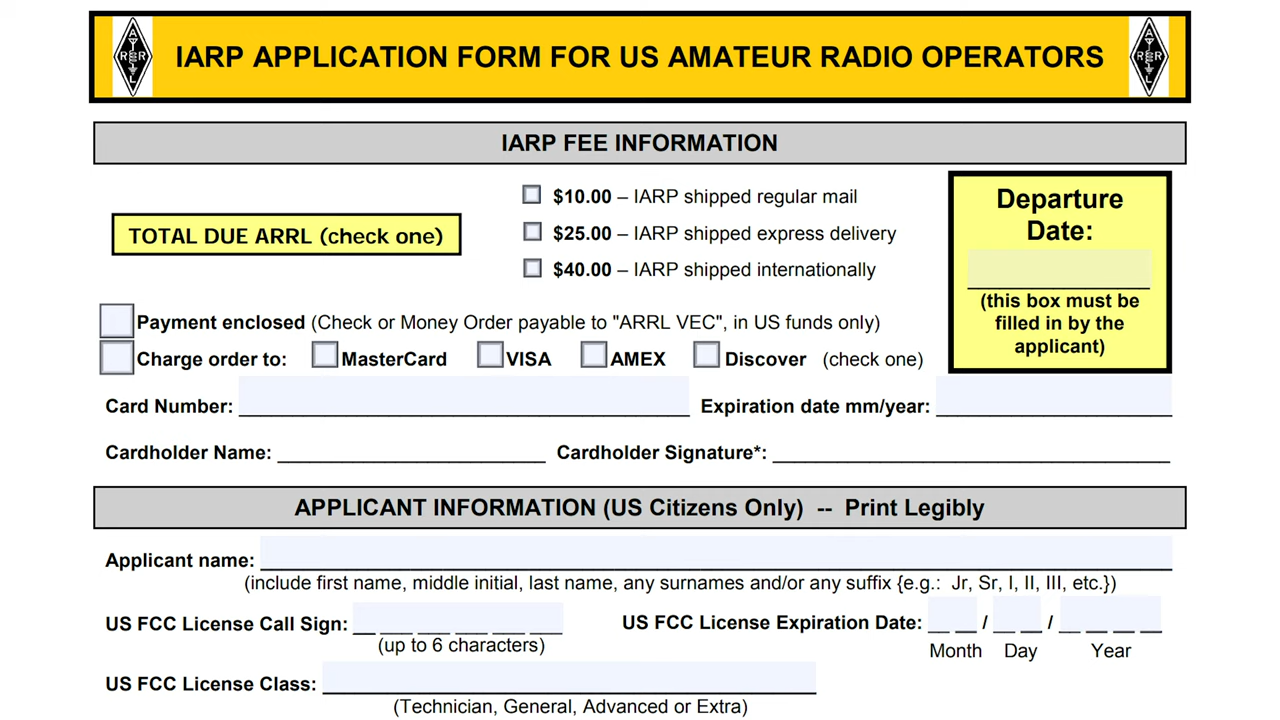 IARP APPLICATION FORM FOR US AMATEUR RADIO OPERATORS
IARP FEE INFORMATION
TOTAL DUE ARRL (check one)
$10.00 – IARP shipped regular mail
$25.00 – IARP shipped express delivery
$40.00 – IARP shipped internationally
Departure
Date:
(this box must be
filled in by the
applicant)
Payment enclosed (Check or Money Order payable to "ARRL VEC", in US funds only)
Charge order to: MasterCard VISA AMEX Discover (check one)
Card Number: Expiration date mm/year:
Cardholder Name: Cardholder Signature*:
APPLICANT INFORMATION (US Citizens Only) -- Print Legibly
Applicant name:
(include first name, middle initial, last name, any surnames and/or any suffix {e.g.: Jr, Sr, I, II, III, etc.})
US FCC License Call Sign: US FCC License Expiration Date: / /
(up to 6 characters) Month Day Year
US FCC License Class:
(Technician, General, Advanced or Extra)